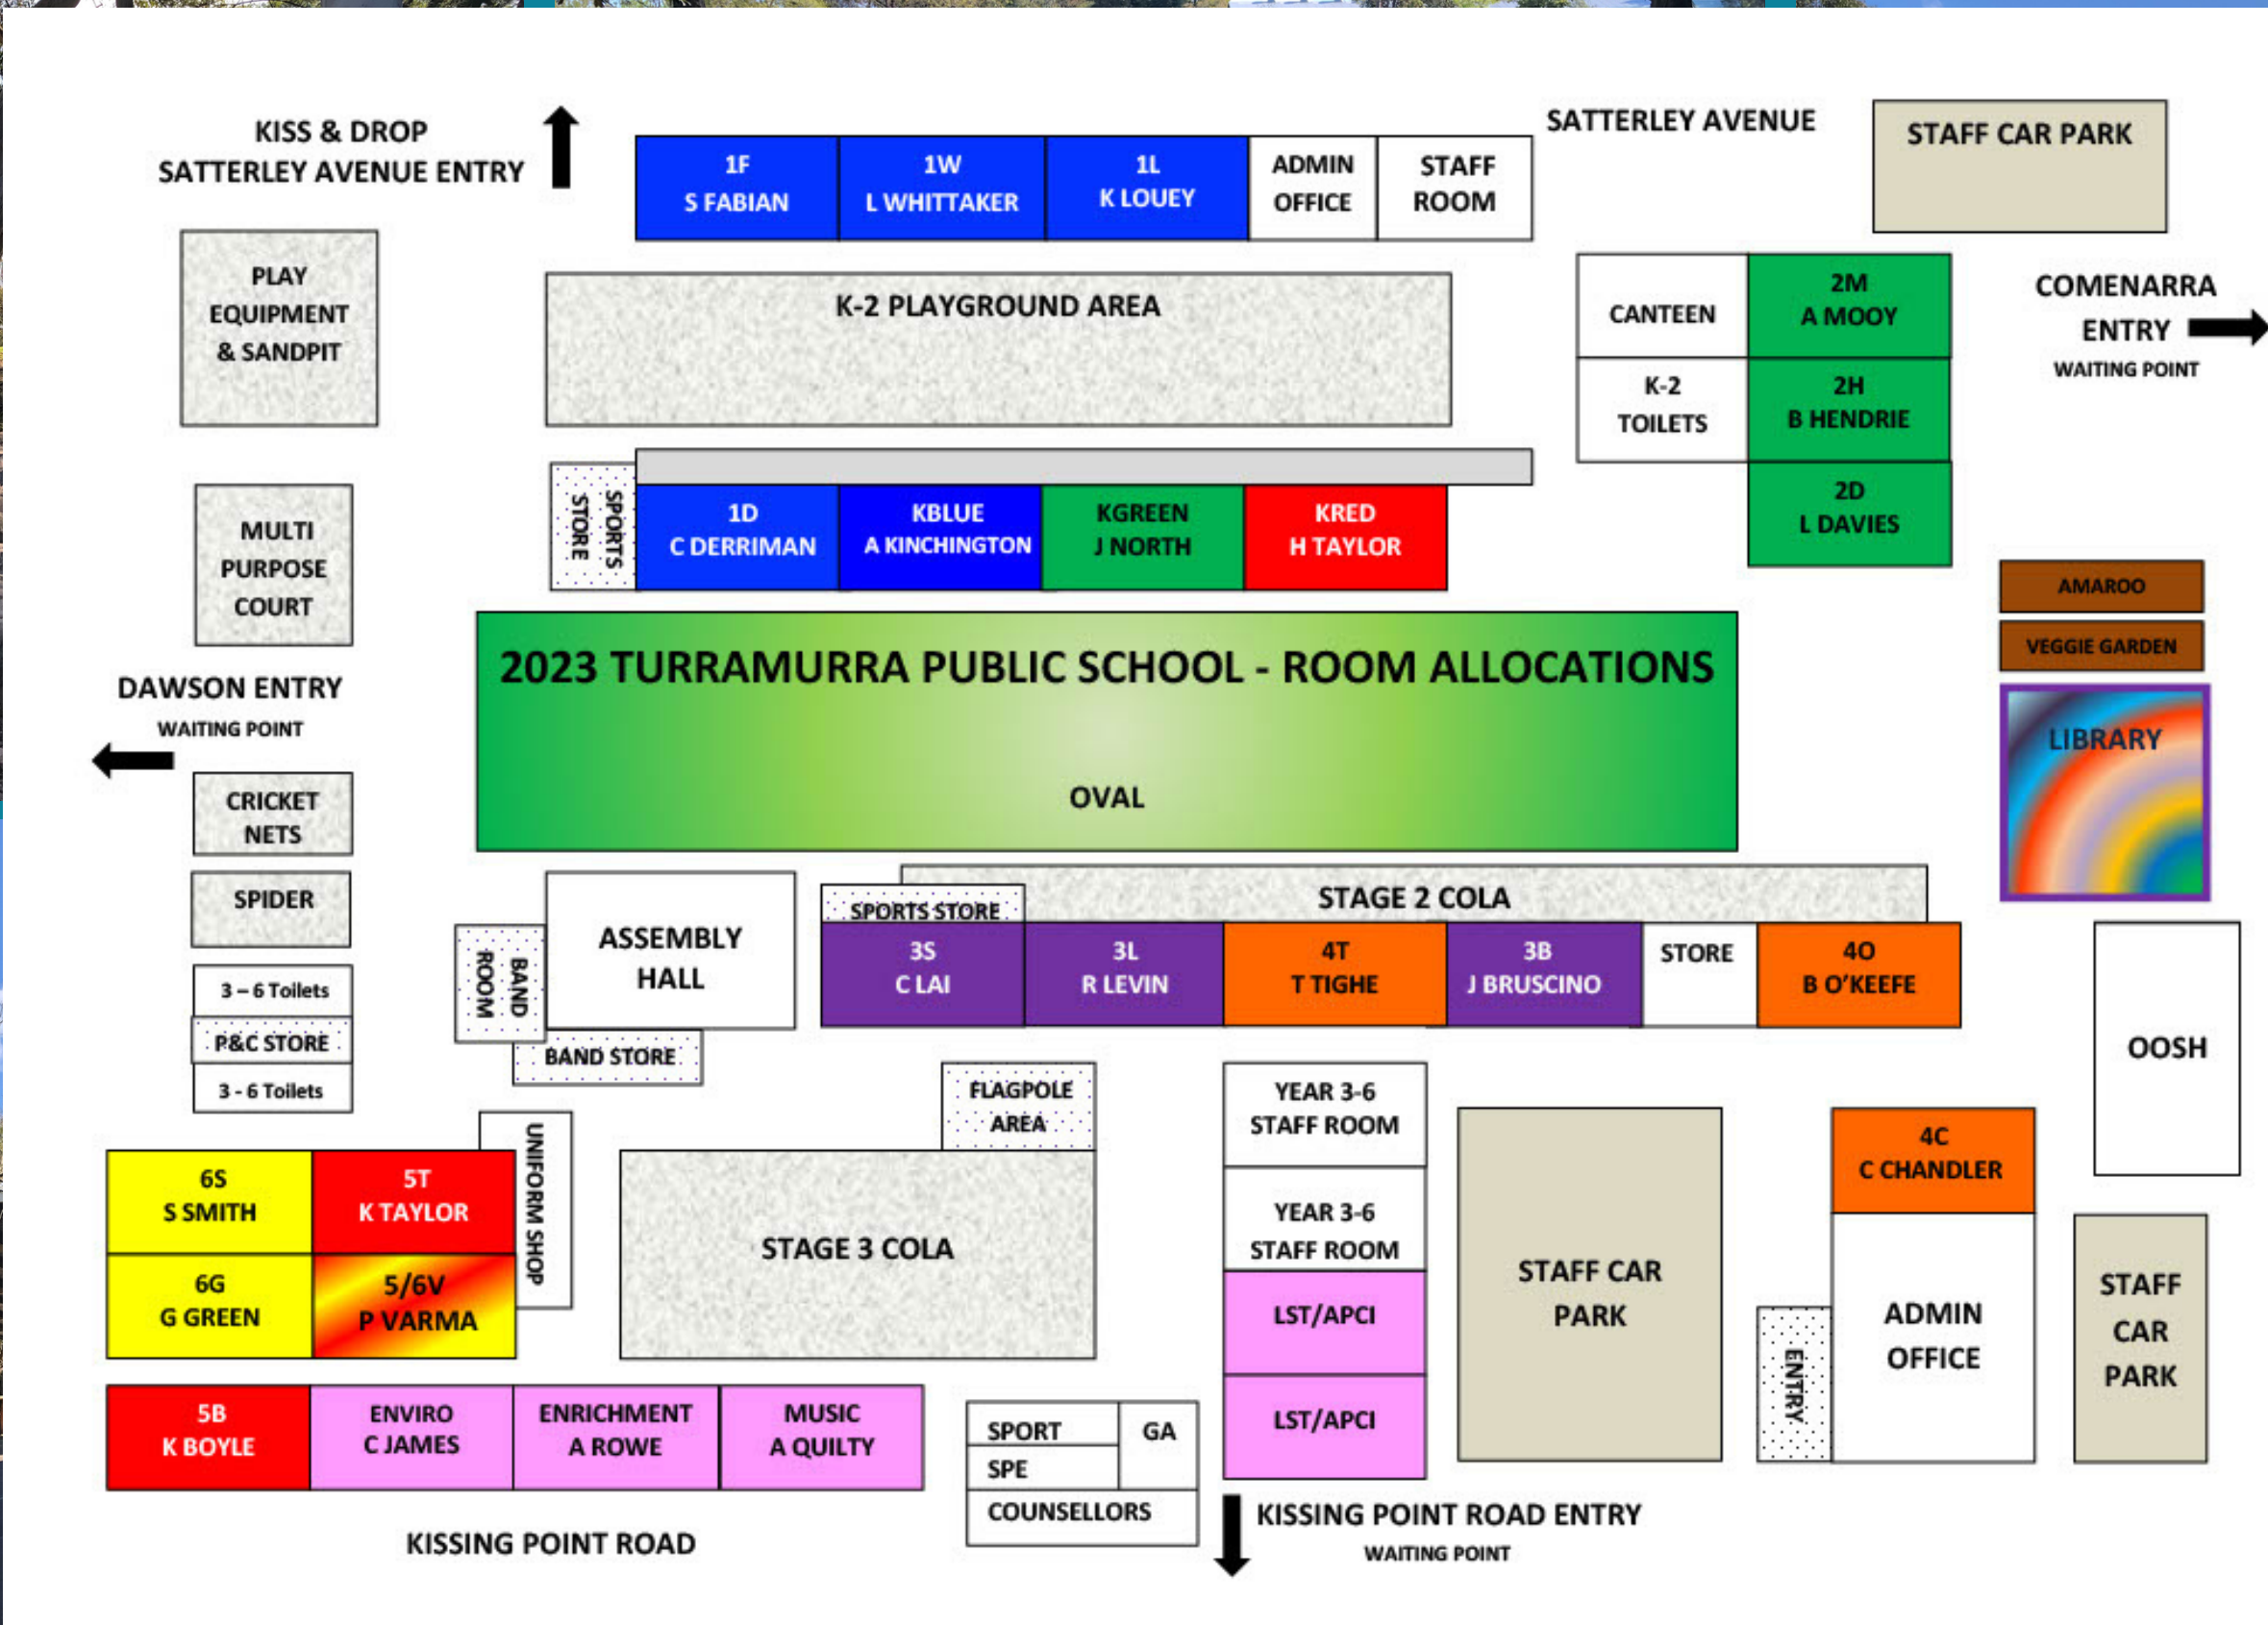 KISS & DROP
SATTERLEY AVENUE ENTRY
1F
S FABIAN
1W
L WHITTAKER
1L
K LOUEY
ADMIN
OFFICE
STAFF
ROOM
SATTERLEY AVENUE
STAFF CAR PARK
PLAY
EQUIPMENT
& SANDPIT
K-2 PLAYGROUND AREA
CANTEEN
2M
A MOOY
COMENARRA
ENTRY
WAITING POINT
K-2
TOILETS
2H
B HENDRIE
2D
L DAVIES
MULTI
PURPOSE
COURT
SPORTS
STORE
1D
C DERRIMAN
KBLUE
A KINCHINGTON
KGREEN
J NORTH
KRED
H TAYLOR
AMAROO
VEGGIE GARDEN
LIBRARY
DAWSON ENTRY
WAITING POINT
2023 TURRAMURRA PUBLIC SCHOOL - ROOM ALLOCATIONS
OVAL
CRICKET
NETS
SPIDER
3 – 6 Toilets
P&C STORE
3 - 6 Toilets
BAND
ROOM
ASSEMBLY
HALL
BAND STORE
SPORTS STORE
STAGE 2 COLA
3S
C LAI
3L
R LEVIN
4T
T TIGHE
3B
J BRUSCINO
STORE
4O
B O'KEEFE
OOSH
FLAGPOLE
AREA
YEAR 3-6
STAFF ROOM
YEAR 3-6
STAFF ROOM
LST/APCI
LST/APCI
STAFF CAR
PARK
4C
C CHANDLER
ENTRY
ADMIN
OFFICE
STAFF
CAR
PARK
6S
S SMITH
5T
K TAYLOR
UNIFORM SHOP
6G
G GREEN
5/6V
P VARMA
STAGE 3 COLA
5B
K BOYLE
ENVIRO
C JAMES
ENRICHMENT
A ROWE
MUSIC
A QUILTY
SPORT
GA
SPE
COUNSELLORS
KISSING POINT ROAD
KISSING POINT ROAD ENTRY
WAITING POINT